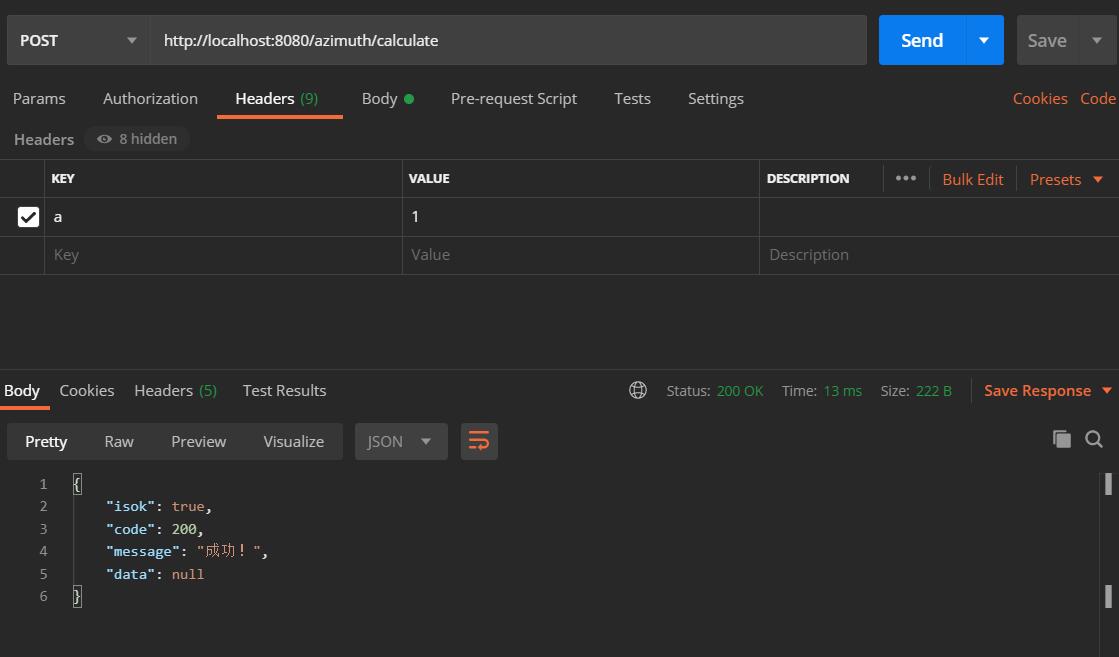 POST http://localhost:8080/azimuth/calculate Send Save
Params Authorization Headers (9) Body Pre-request Script Tests Settings Cookies Code
Headers 8 hidden
KEY VALUE DESCRIPTION ••• Bulk Edit Presets
a 1
Key Value Description
Body Cookies Headers (5) Test Results Status: 200 OK Time: 13 ms Size: 222 B Save Response
Pretty Raw Preview Visualize JSON
1 {
2 "isok": true,
3 "code": 200,
4 "message": "成功！",
5 "data": null
6 }